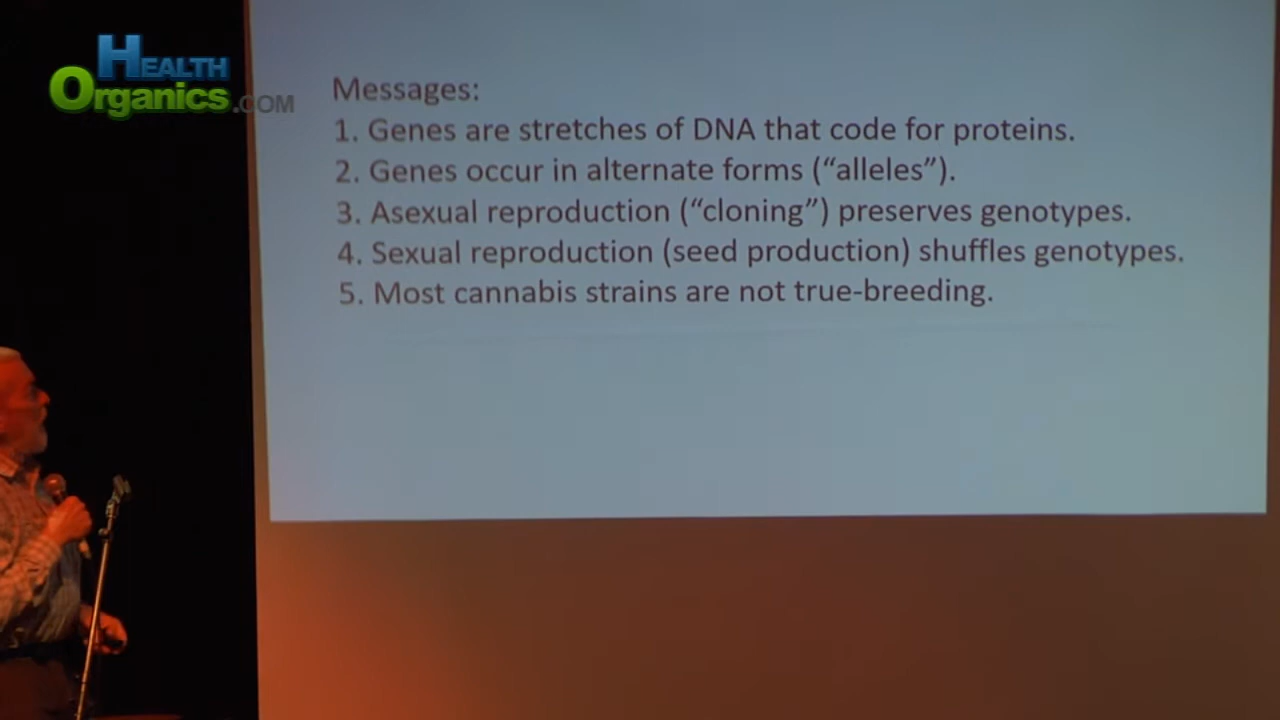 Health
Organics.com
Messages:
1. Genes are stretches of DNA that code for proteins.
2. Genes occur in alternate forms (“alleles”).
3. Asexual reproduction (“cloning”) preserves genotypes.
4. Sexual reproduction (seed production) shuffles genotypes.
5. Most cannabis strains are not true-breeding.